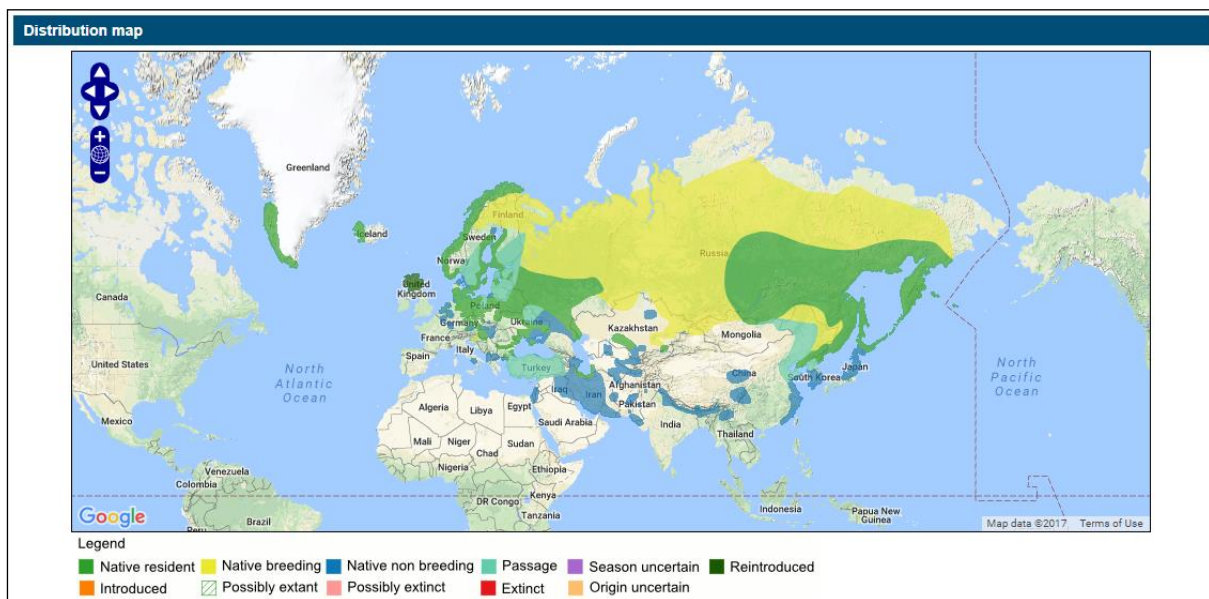 Distribution map
+
−
Greenland
Iceland
Finland
Sweden
Norwa
Russia
United
Kingdom
Poland
Germany
Ukraine
France
Kazakhstan
Mongolia
Spain
Italy
Turkey
Canada
United States
North
Atlantic
Ocean
North
Pacific
Ocean
China
Japan
South Korea
Afghanistan
Iraq
Iran
Pakistan
Algeria
Libya
Egypt
Saudi Arabia
India
Mexico
Mali
Niger
Sudan
Chad
Thailand
Nigeria
Ethiopia
Venezuela
Colombia
Kenya
DR Congo
Tanzania
Indonesia
Papua New
Guinea
Brazil
Peru
Google
Map data ©2017 Terms of Use
Legend
Native resident Native breeding Native non breeding Passage Season uncertain Reintroduced
Introduced Possibly extant Possibly extinct Extinct Origin uncertain